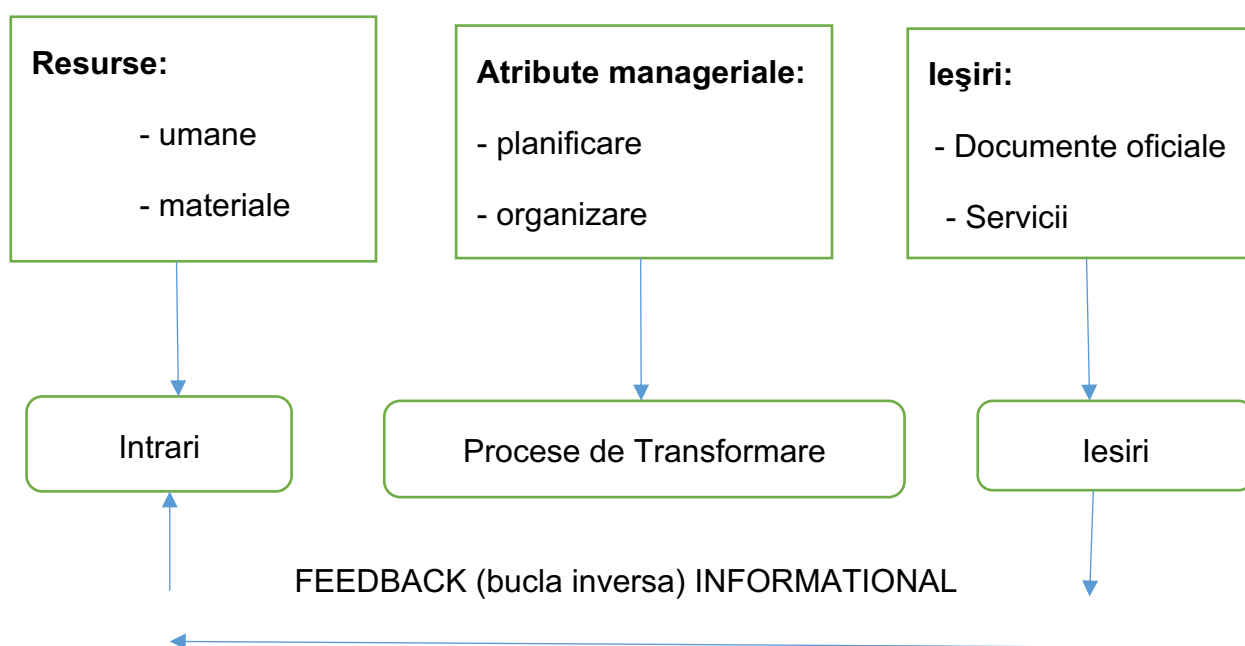 Resurse:
- umane
- materiale
Atribute manageriale:
- planificare
- organizare
Ieşiri:
- Documente oficiale
- Servicii
Intrari
Procese de Transformare
Iesiri
FEEDBACK (bucla inversa) INFORMATIONAL